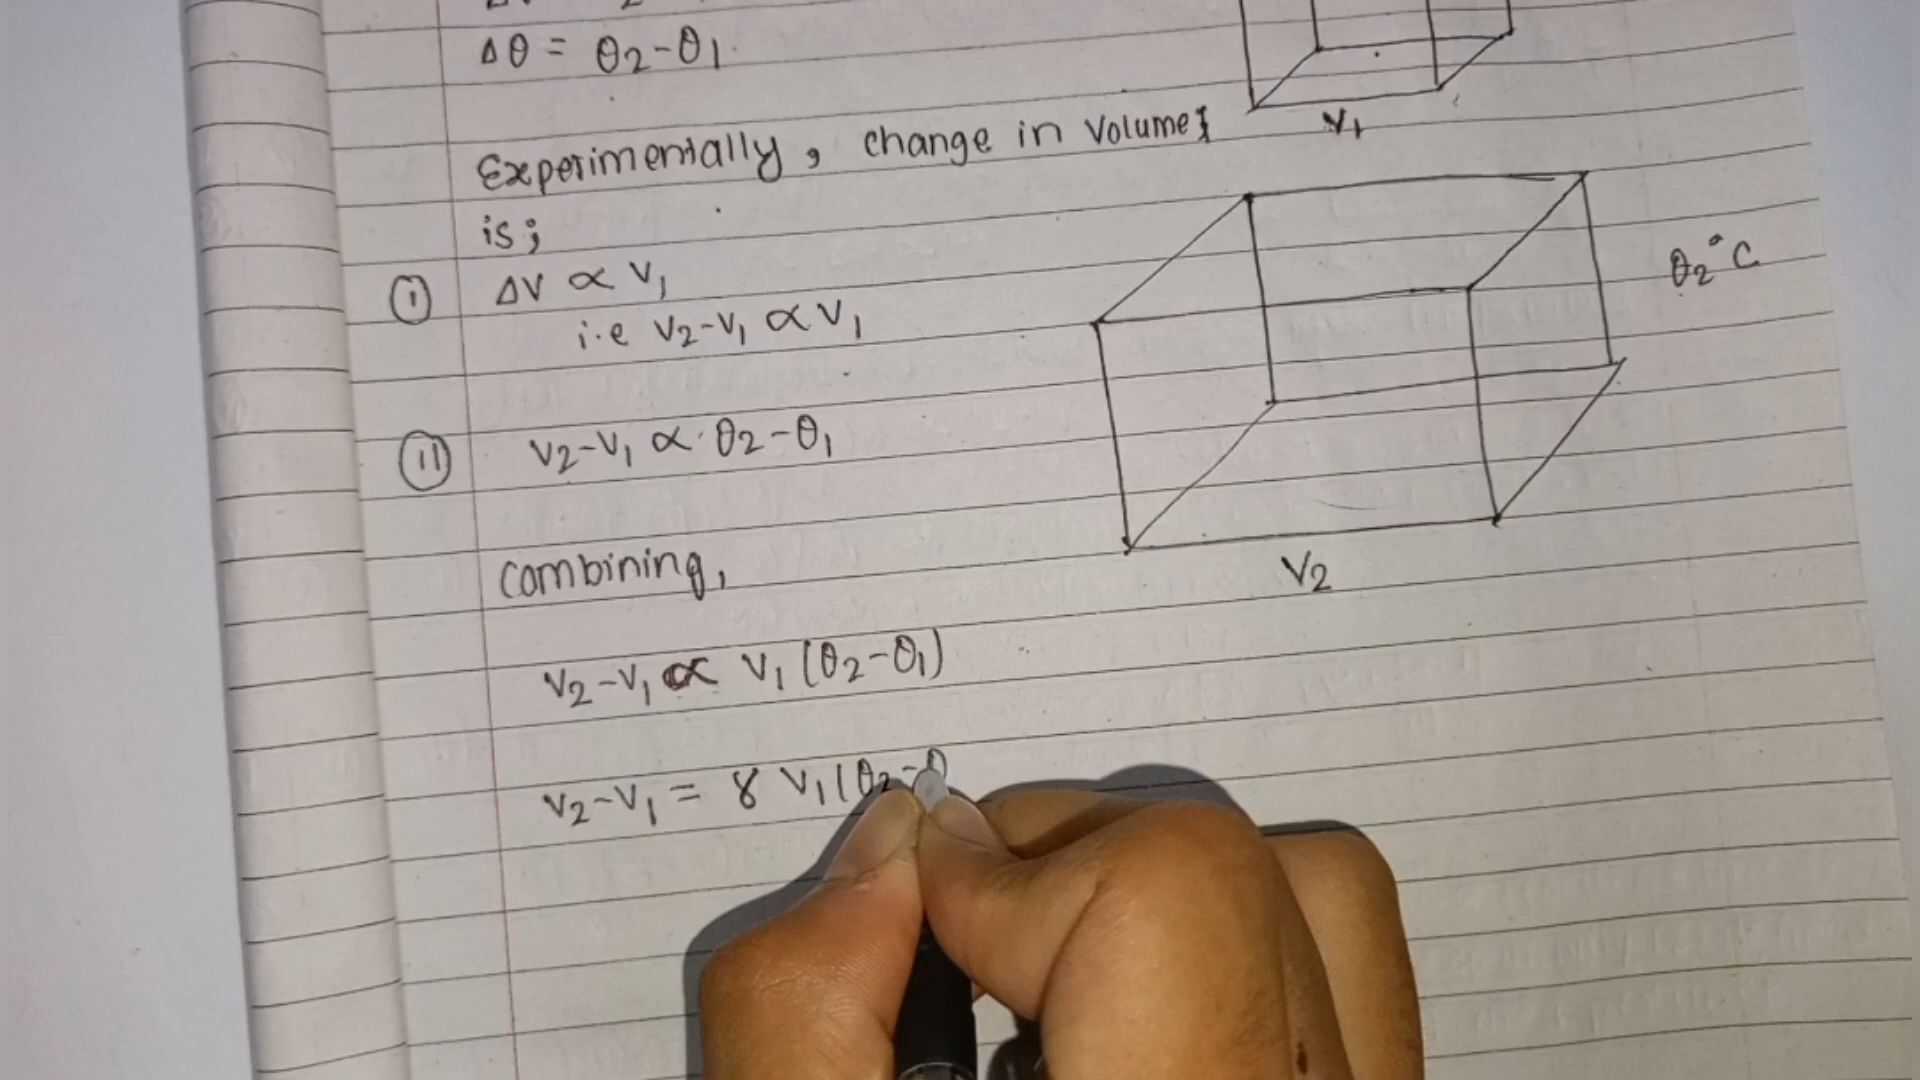 Δθ = θ2-θ1
V1
Experimentally, change in volume
is;
θ2°C
(i) ΔV ∝ V1
i.e V2-V1 ∝ V1
(ii) V2-V1 ∝ θ2-θ1
V2
Combining,
V2-V1 ∝ V1 (θ2-θ1)
V2-V1 = γ V1 (θ2-θ